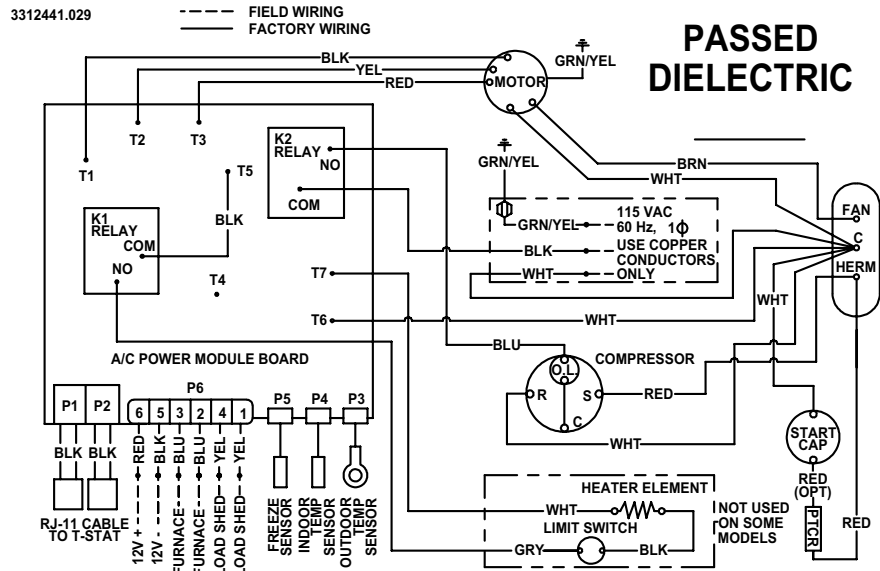 3312441.029
FIELD WIRING
FACTORY WIRING
PASSED
DIELECTRIC
BLK
YEL
RED
MOTOR
GRN/YEL
T1
T2
T3
T5
BLK
K2
RELAY
NO
COM
K1
RELAY
COM
NO
T4
T7
T6
A/C POWER MODULE BOARD
GRN/YEL
BRN
WHT
GRN/YEL
BLK
WHT
115 VAC
60 Hz, 1ϕ
USE COPPER
CONDUCTORS
ONLY
FAN
C
HERM
WHT
WHT
BLU
COMPRESSOR
O.L.
R
S
C
RED
WHT
START
CAP
RED
(OPT)
PTCR
RED
P1
P2
P6
6
5
3
2
4
1
P5
P4
P3
BLK
BLK
RED
BLK
BLU
BLU
YEL
YEL
RJ-11 CABLE
TO T-STAT
12V +
12V -
FURNACE
FURNACE
LOAD SHED
LOAD SHED
FREEZE
SENSOR
INDOOR
TEMP
SENSOR
OUTDOOR
TEMP
SENSOR
HEATER ELEMENT
WHT
LIMIT SWITCH
GRY
BLK
NOT USED
ON SOME
MODELS